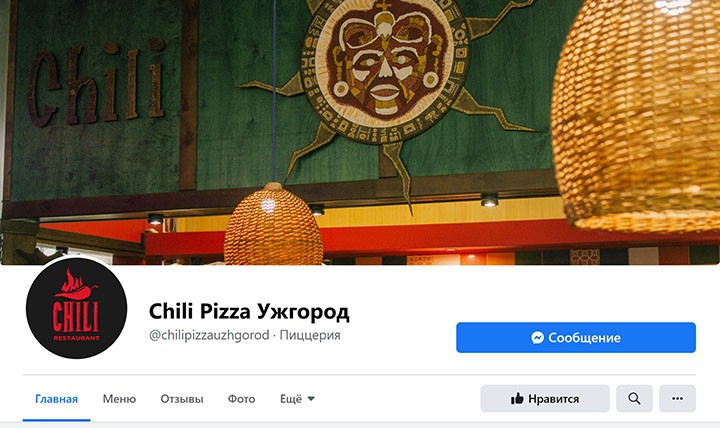 Chili
CHILI
RESTAURANT
Chili Pizza Ужгород
@chilipizzauzhgorod · Пиццерия
Сообщение
Главная Меню Отзывы Фото Ещё
Нравится